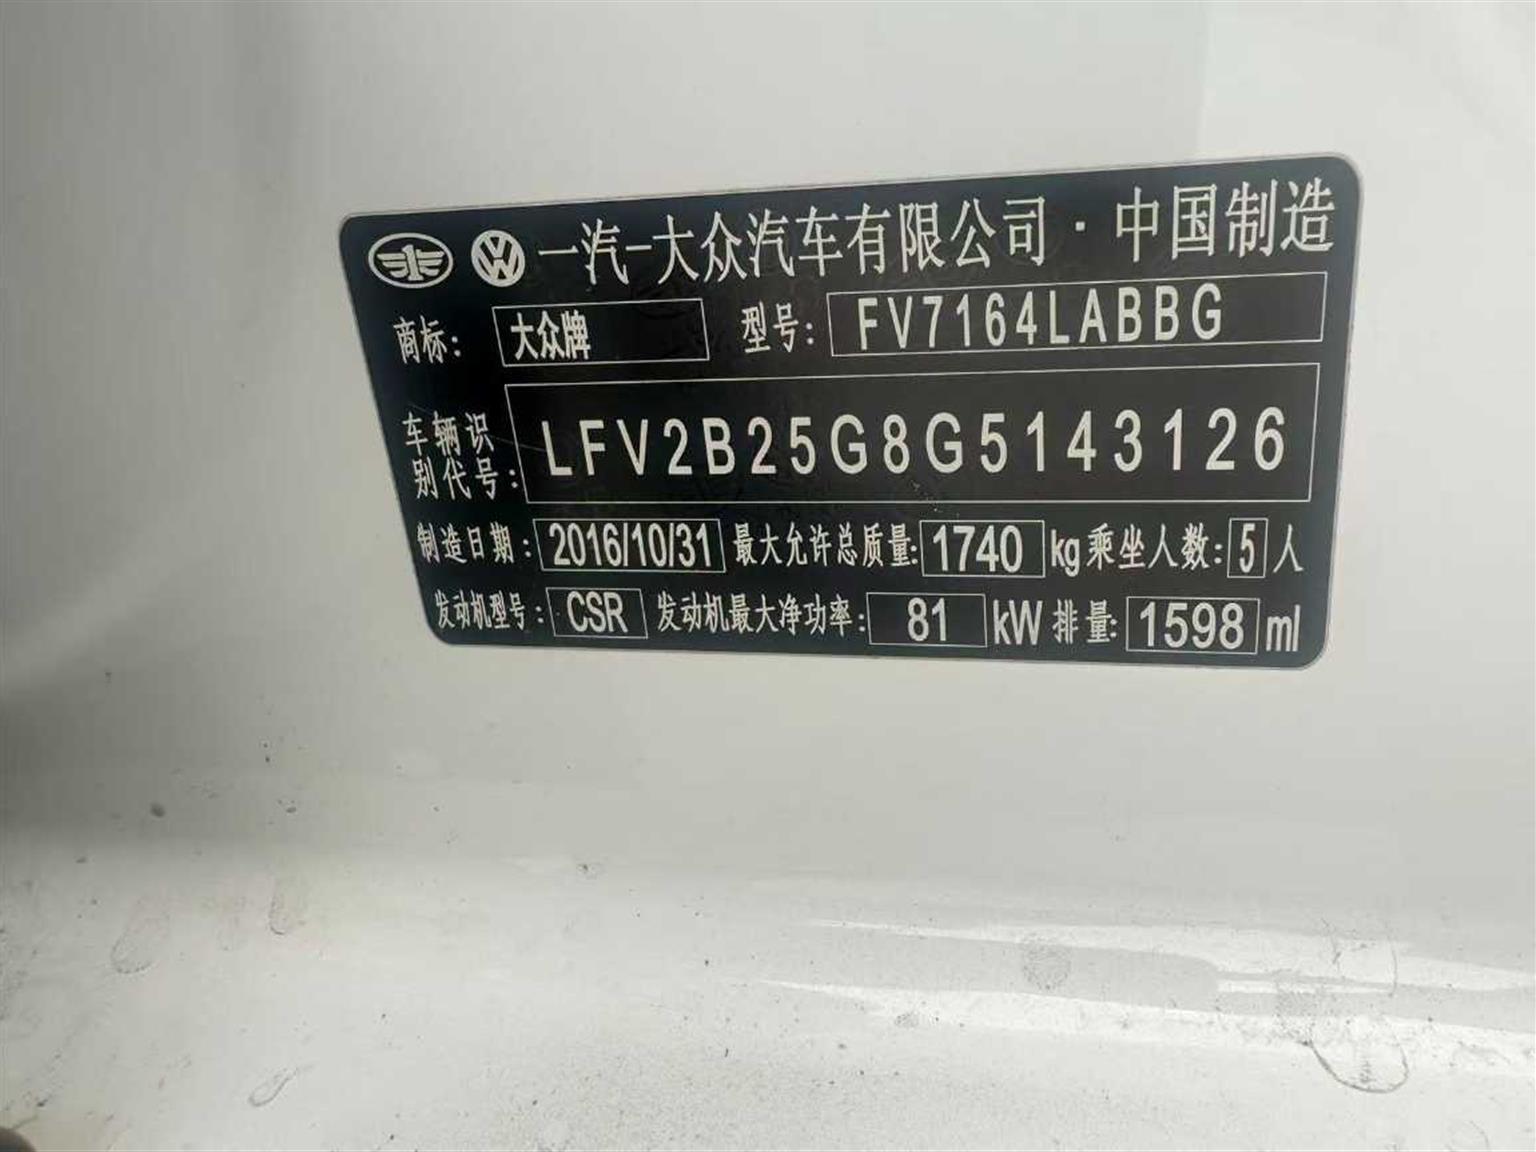 一汽-大众汽车有限公司·中国制造
商标: 大众牌 型号: FV7164LABBG
车辆识别代号: LFV2B25G8G5143126
制造日期: 2016/10/31 最大允许总质量: 1740 kg 乘坐人数: 5 人
发动机型号: CSR 发动机最大净功率: 81 kW 排量: 1598 ml